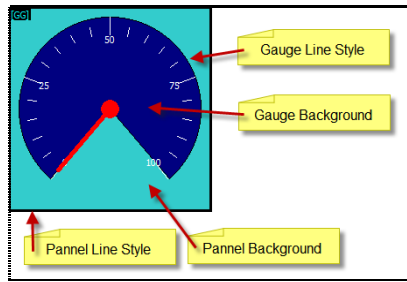 [GG]
50
Gauge Line Style
25
75
Gauge Background
100
Pannel Line Style
Pannel Background